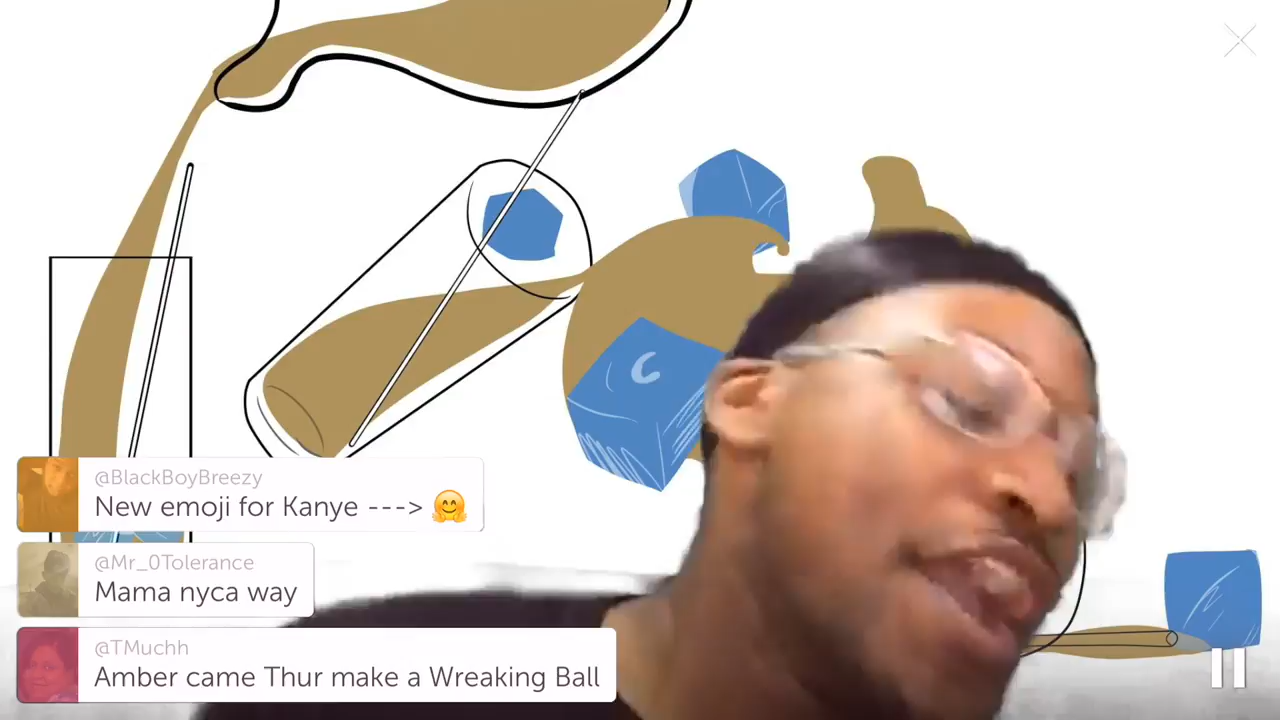 @BlackBoyBreezy
New emoji for Kanye ---> 🤗
@Mr_0Tolerance
Mama nyca way
@TMuchh
Amber came Thur make a Wreaking Ball